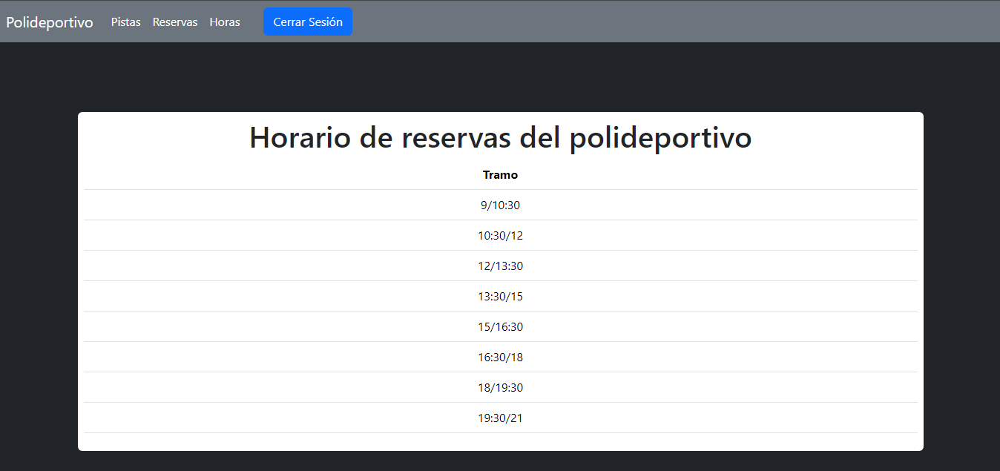 Polideportivo Pistas Reservas Horas Cerrar Sesión
Horario de reservas del polideportivo
Tramo
9/10:30
10:30/12
12/13:30
13:30/15
15/16:30
16:30/18
18/19:30
19:30/21